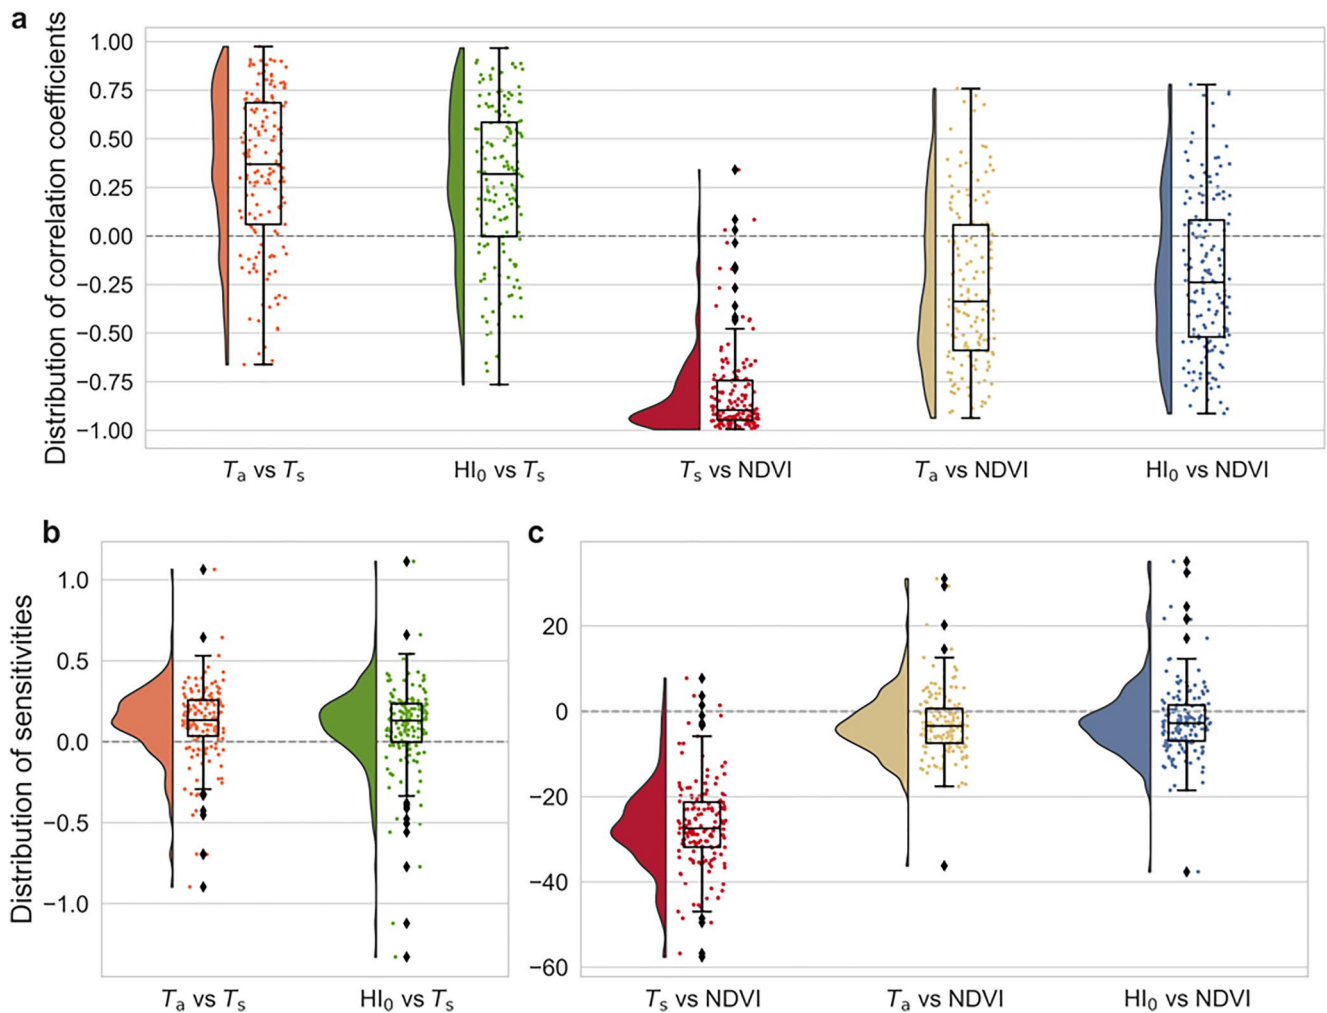 a
Distribution of correlation coefficients
1.00
0.75
0.50
0.25
0.00
−0.25
−0.50
−0.75
−1.00
Ta vs Ts
HI0 vs Ts
Ts vs NDVI
Ta vs NDVI
HI0 vs NDVI
b
Distribution of sensitivities
1.0
0.5
0.0
−0.5
−1.0
Ta vs Ts
HI0 vs Ts
c
20
0
−20
−40
−60
Ts vs NDVI
Ta vs NDVI
HI0 vs NDVI